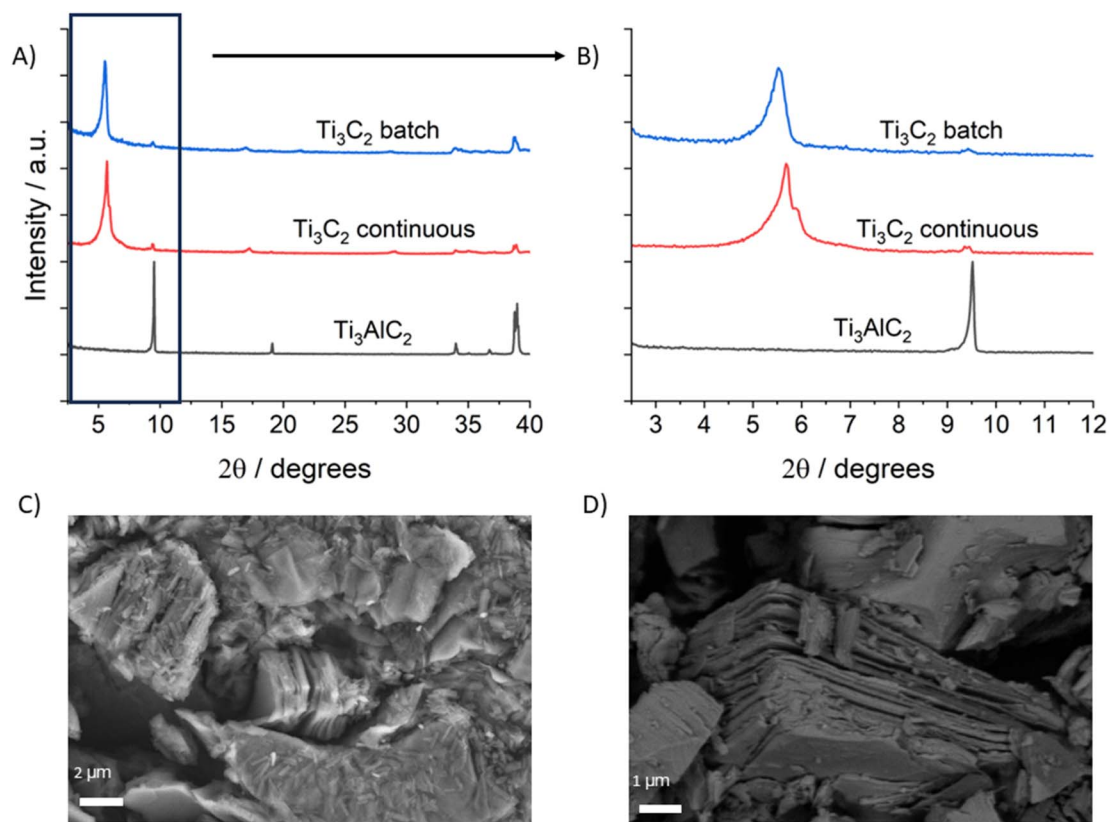 A)
Intensity / a.u.
Ti₃C₂ batch
Ti₃C₂ continuous
Ti₃AlC₂
5 10 15 20 25 30 35 40
2θ / degrees
B)
Ti₃C₂ batch
Ti₃C₂ continuous
Ti₃AlC₂
3 4 5 6 7 8 9 10 11 12
2θ / degrees
C)
2 µm
D)
1 µm